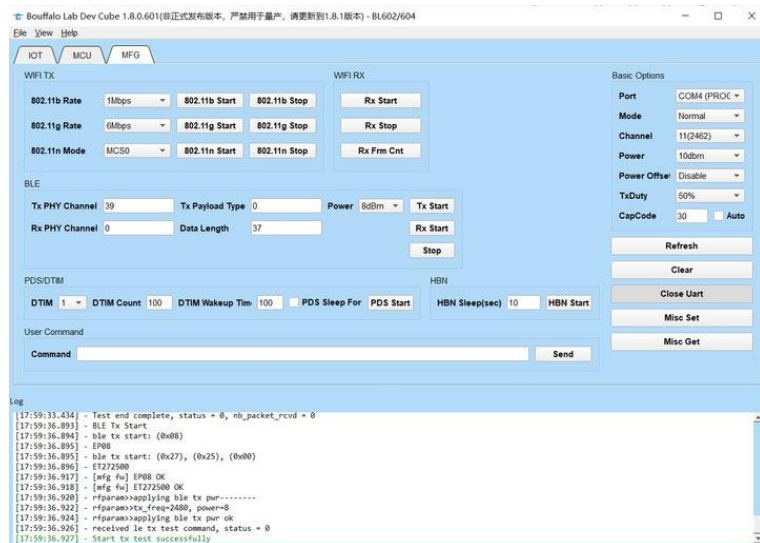 Bouffalo Lab Dev Cube 1.8.0.601(非正式发布版本，严禁用于量产，请更新到1.8.1版本) - BL602/604
File View Help
IOT MCU MFG
WIFI TX
802.11b Rate 1Mbps 802.11b Start 802.11b Stop
802.11g Rate 6Mbps 802.11g Start 802.11g Stop
802.11n Mode MCS0 802.11n Start 802.11n Stop
WIFI RX
Rx Start
Rx Stop
Rx Frm Cnt
Basic Options
Port COM4 (PROG
Mode Normal
Channel 11(2462)
Power 10dbm
Power Offset Disable
TxDuty 50%
CapCode 30 Auto
Refresh
Clear
Close Uart
Misc Set
Misc Get
BLE
Tx PHY Channel 39 Tx Payload Type 0 Power 8dBm Tx Start
Rx PHY Channel 0 Data Length 37 Rx Start
Stop
PDS/DTIM
DTIM 1 DTIM Count 100 DTIM Wakeup Tim 100 PDS Sleep For PDS Start
HBN
HBN Sleep(sec) 10 HBN Start
User Command
Command Send
Log
[17:59:33.434] - Test end complete, status = 0, nb_packet_rcvd = 0
[17:59:36.893] - BLE Tx Start
[17:59:36.894] - ble tx start: (0x08)
[17:59:36.895] - EP08
[17:59:36.895] - ble tx start: (0x27), (0x25), (0x00)
[17:59:36.896] - ET272500
[17:59:36.917] - [mfg fw] EP08 OK
[17:59:36.918] - [mfg fw] ET272500 OK
[17:59:36.920] - rfparam>>applying ble tx pwr--------
[17:59:36.922] - rfparam>>tx_freq=2480, power=8
[17:59:36.924] - rfparam>>applying ble tx pwr ok
[17:59:36.926] - received le tx test command, status = 0
[17:59:36.927] - Start tx test successfully